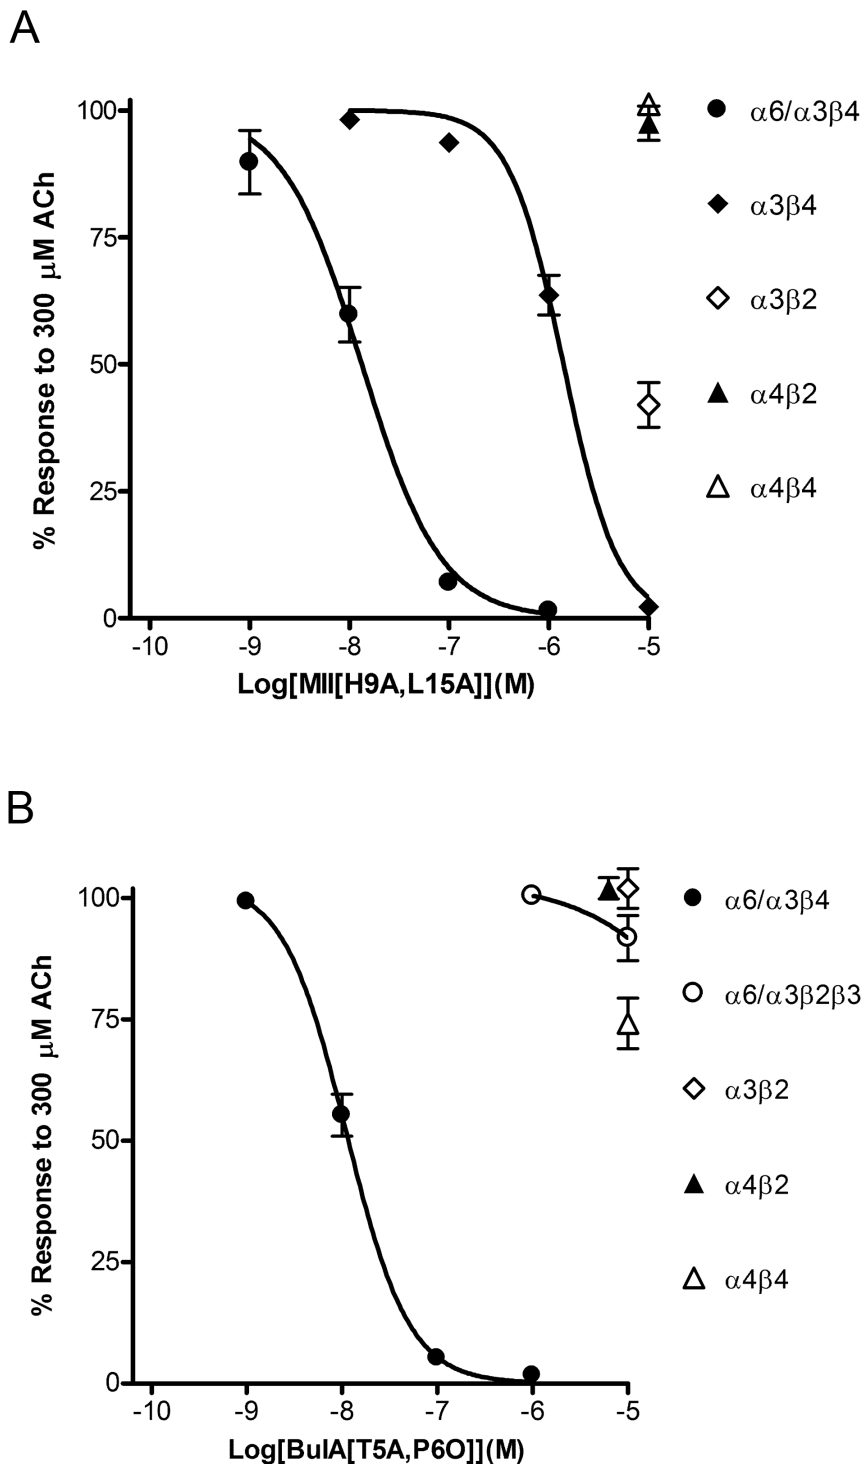 A
100
75
50
25
0
-10 -9 -8 -7 -6 -5
% Response to 300 μM ACh
Log[MII[H9A,L15A]](M)
α6/α3β4
α3β4
α3β2
α4β2
α4β4
B
100
75
50
25
0
-10 -9 -8 -7 -6 -5
% Response to 300 μM ACh
Log[BuIA[T5A,P6O]](M)
α6/α3β4
α6/α3β2β3
α3β2
α4β2
α4β4